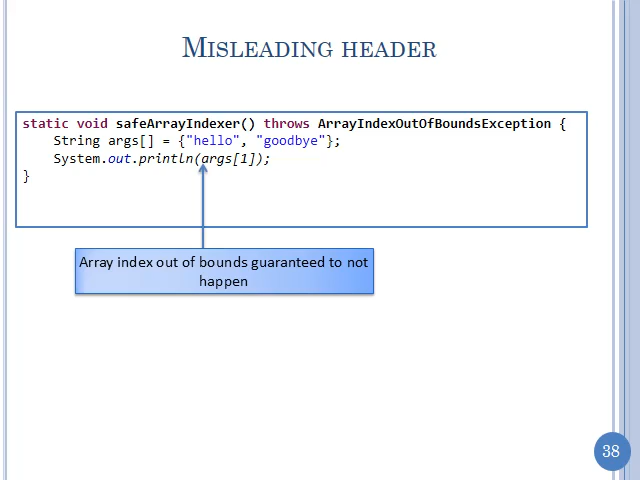 MISLEADING HEADER
static void safeArrayIndexer() throws ArrayIndexOutOfBoundsException {
String args[] = {"hello", "goodbye"};
System.out.println(args[1]);
}
Array index out of bounds guaranteed to not
happen
38